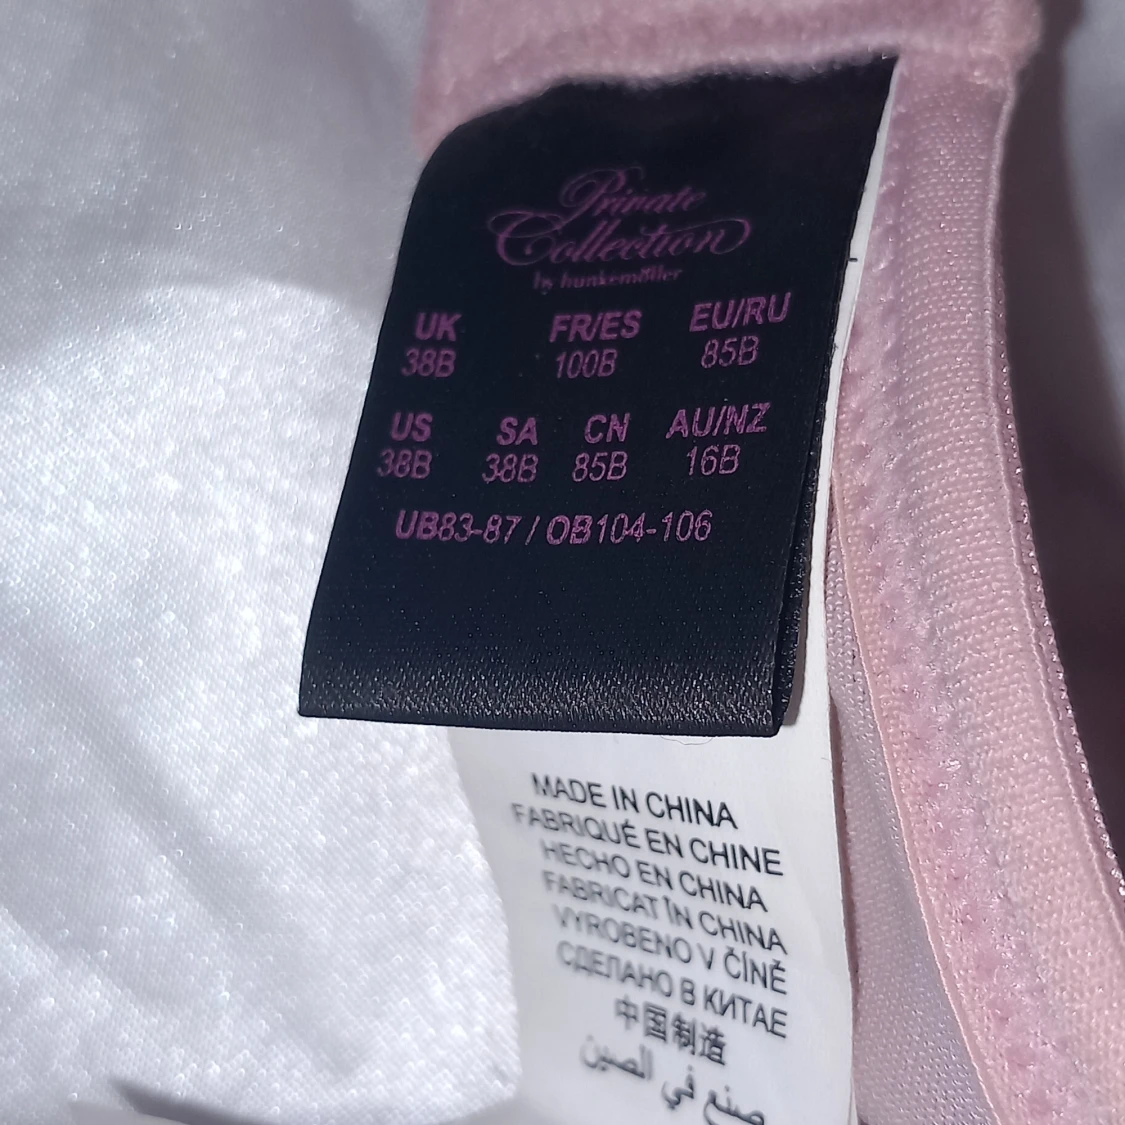 Private
Collection
by hunkemöller
UK FR/ES EU/RU
38B 100B 85B
US SA CN AU/NZ
38B 38B 85B 16B
UB83-87 / OB104-106
MADE IN CHINA
FABRIQUÉ EN CHINE
HECHO EN CHINA
FABRICAT ÎN CHINA
VYROBENO V ČÍNĚ
СДЕЛАНО В КИТАЕ
中国制造
صنع في الصين